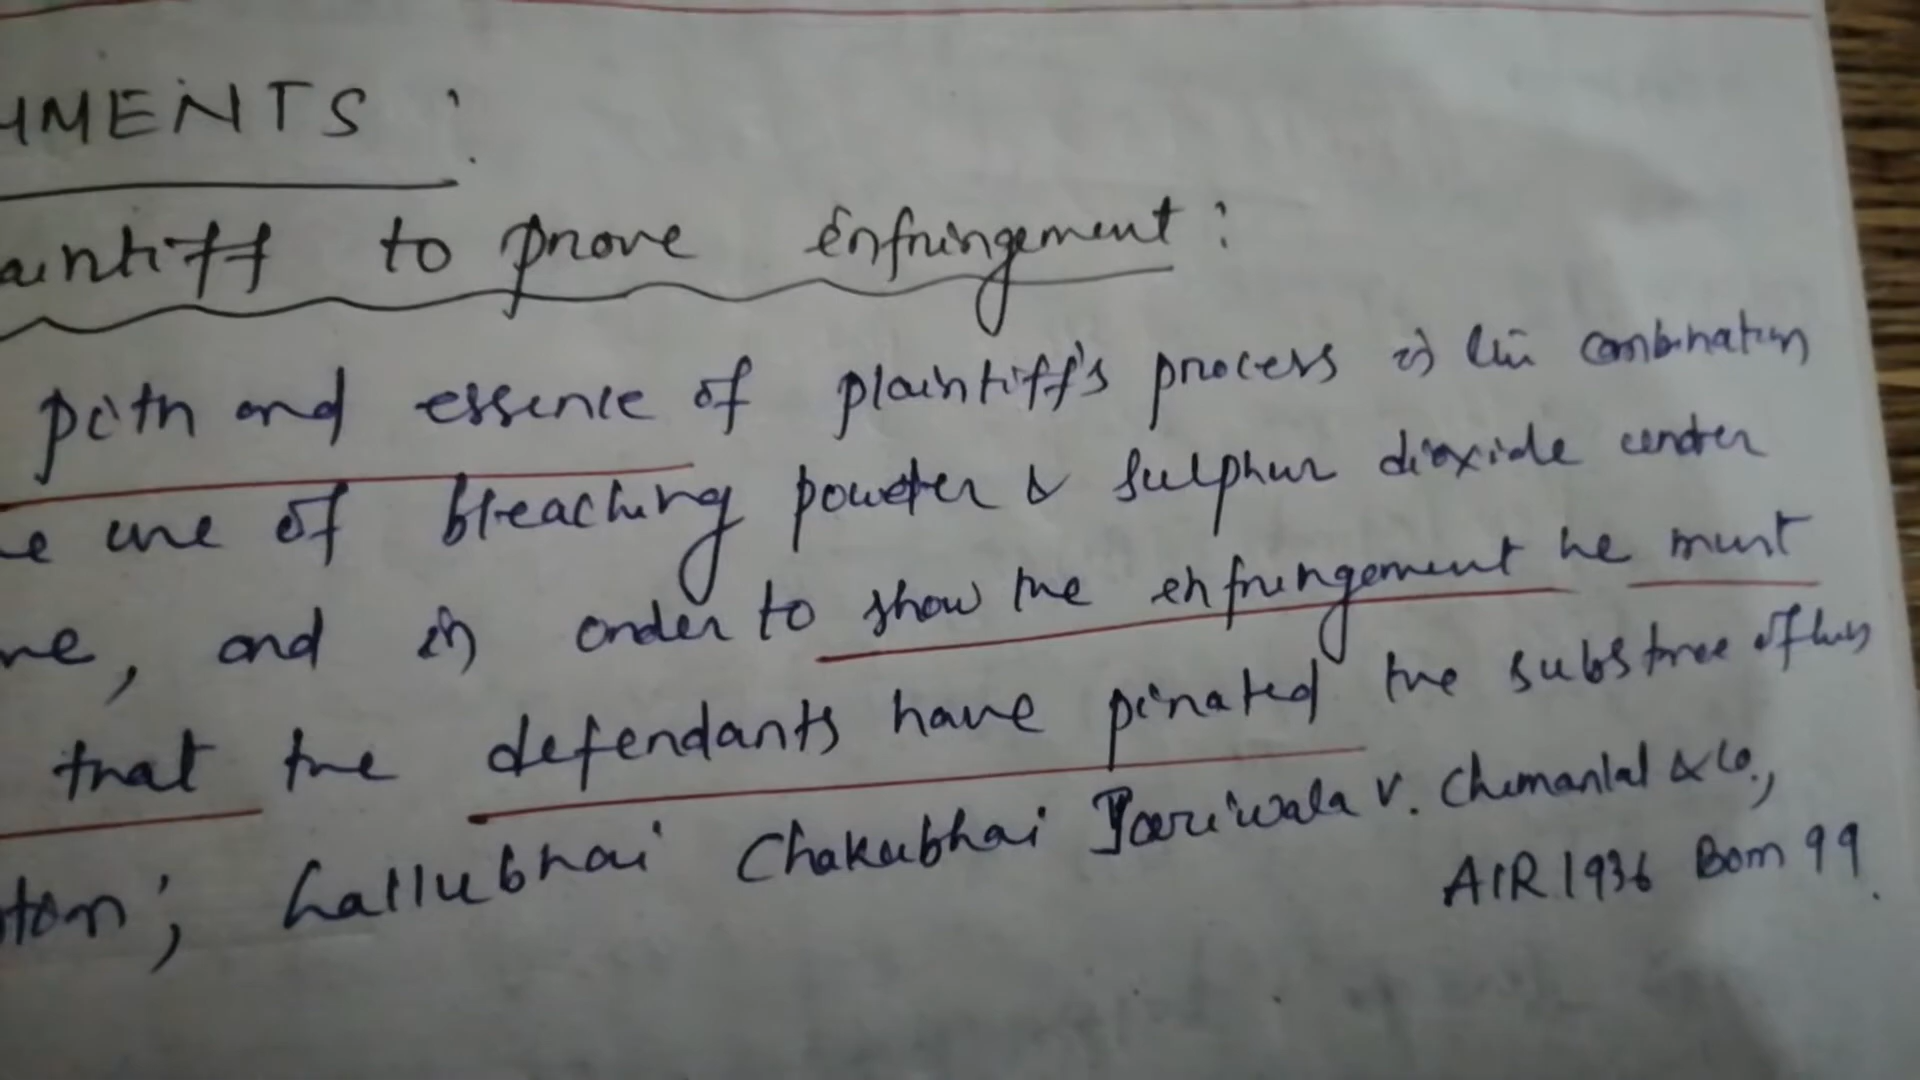 MENTS :
aintiff to prove infringement :
pith and essence of plaintiff's process is the combination
e use of bleaching powder & sulphur dioxide under
me, and in order to show the infringement he must
that the defendants have pirated the substnce of his
tion; Lallubhai Chakubhai Jariwala v. Chimanlal & Co.,
AIR 1936 Bom 99.